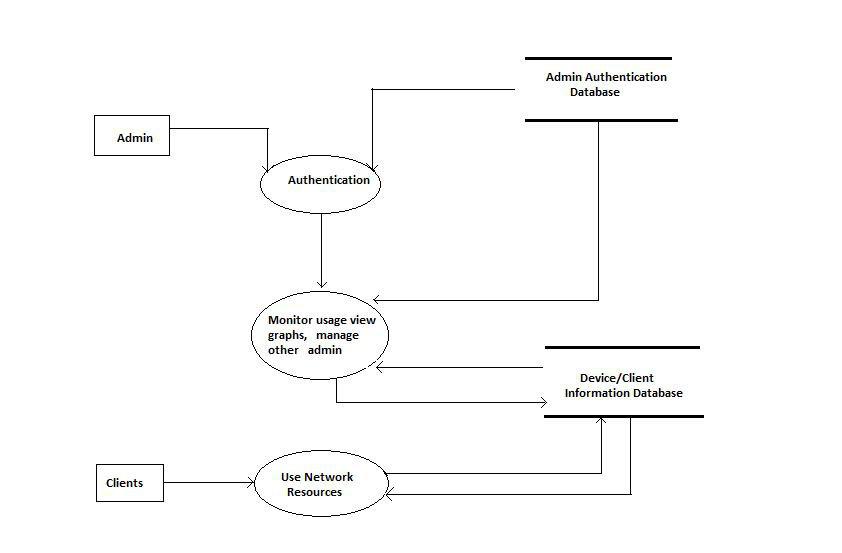 Admin Authentication
Database
Admin
Authentication
Monitor usage view
graphs, manage
other admin
Device/Client
Information Database
Clients
Use Network
Resources